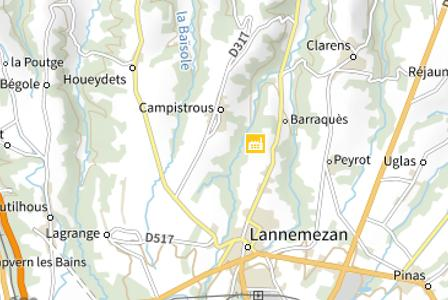 la Baïsole
D317
Clarens
la Poutge
Houeydets
Réjaum
Bégole
Campistrous
Barraquès
Peyrot
Uglas
utilhous
Lagrange
D517
Lannemezan
apvern les Bains
Pinas